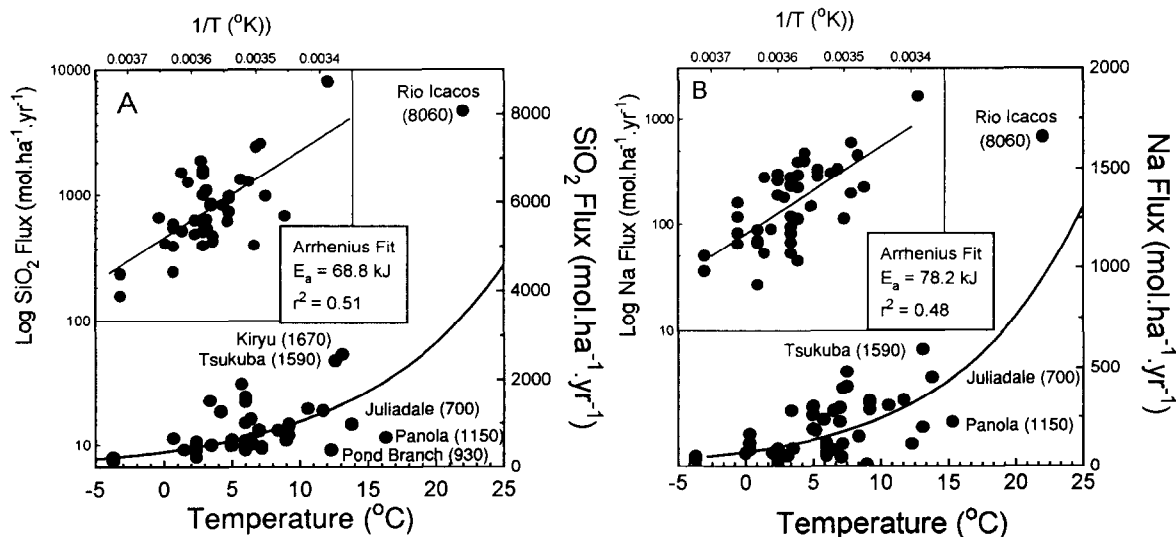 1/T (°K))
0.0037 0.0036 0.0035 0.0034
10000
1000
100
10
Log SiO2 Flux (mol.ha-1.yr-1)
A
Rio Icacos
(8060)
Arrhenius Fit
Ea = 68.8 kJ
r2 = 0.51
Kiryu (1670)
Tsukuba (1590)
Juliadale (700)
Panola (1150)
Pond Branch (930)
8000
6000
4000
2000
0
SiO2 Flux (mol.ha-1.yr-1)
-5 0 5 10 15 20 25
Temperature (°C)
1/T (°K))
0.0037 0.0036 0.0035 0.0034
1000
100
10
Log Na Flux (mol.ha-1.yr-1)
B
Rio Icacos
(8060)
Arrhenius Fit
Ea = 78.2 kJ
r2 = 0.48
Tsukuba (1590)
Juliadale (700)
Panola (1150)
2000
1500
1000
500
0
Na Flux (mol.ha-1.yr-1)
-5 0 5 10 15 20 25
Temperature (°C)